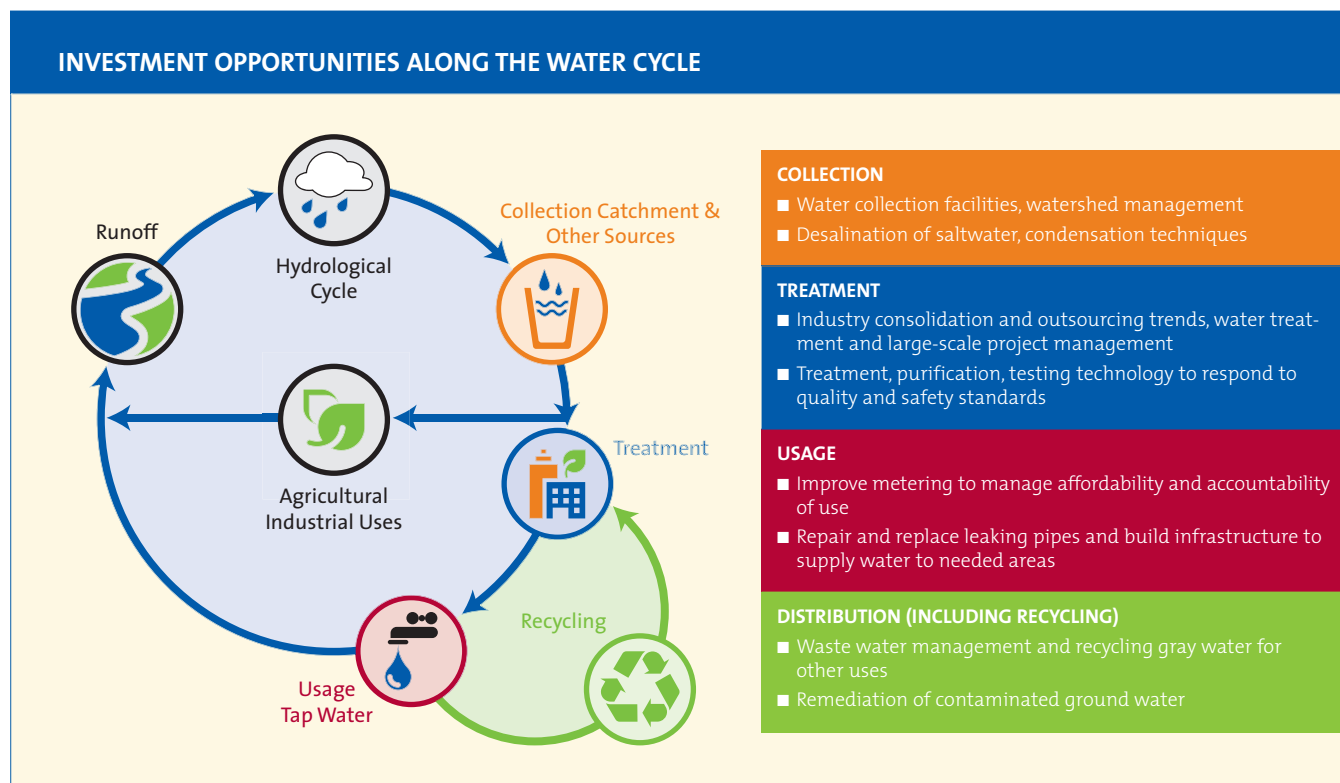 INVESTMENT OPPORTUNITIES ALONG THE WATER CYCLE
Runoff
Hydrological
Cycle
Collection Catchment &
Other Sources
Agricultural
Industrial Uses
Treatment
Recycling
Usage
Tap Water
COLLECTION
■ Water collection facilities, watershed management
■ Desalination of saltwater, condensation techniques
TREATMENT
■ Industry consolidation and outsourcing trends, water treat-
ment and large-scale project management
■ Treatment, purification, testing technology to respond to
quality and safety standards
USAGE
■ Improve metering to manage affordability and accountability
of use
■ Repair and replace leaking pipes and build infrastructure to
supply water to needed areas
DISTRIBUTION (INCLUDING RECYCLING)
■ Waste water management and recycling gray water for
other uses
■ Remediation of contaminated ground water